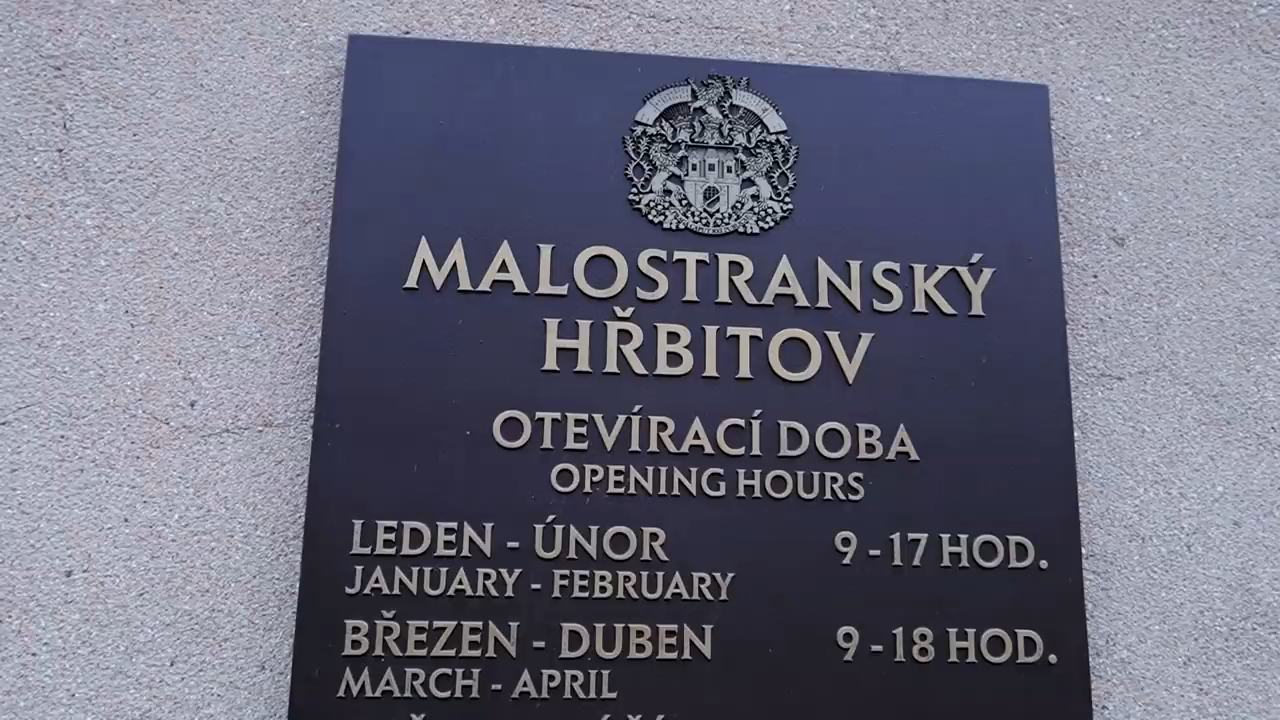 MALOSTRANSKÝ
HŘBITOV
OTEVÍRACÍ DOBA
OPENING HOURS
LEDEN - ÚNOR 9 - 17 HOD.
JANUARY - FEBRUARY
BŘEZEN - DUBEN 9 - 18 HOD.
MARCH - APRIL